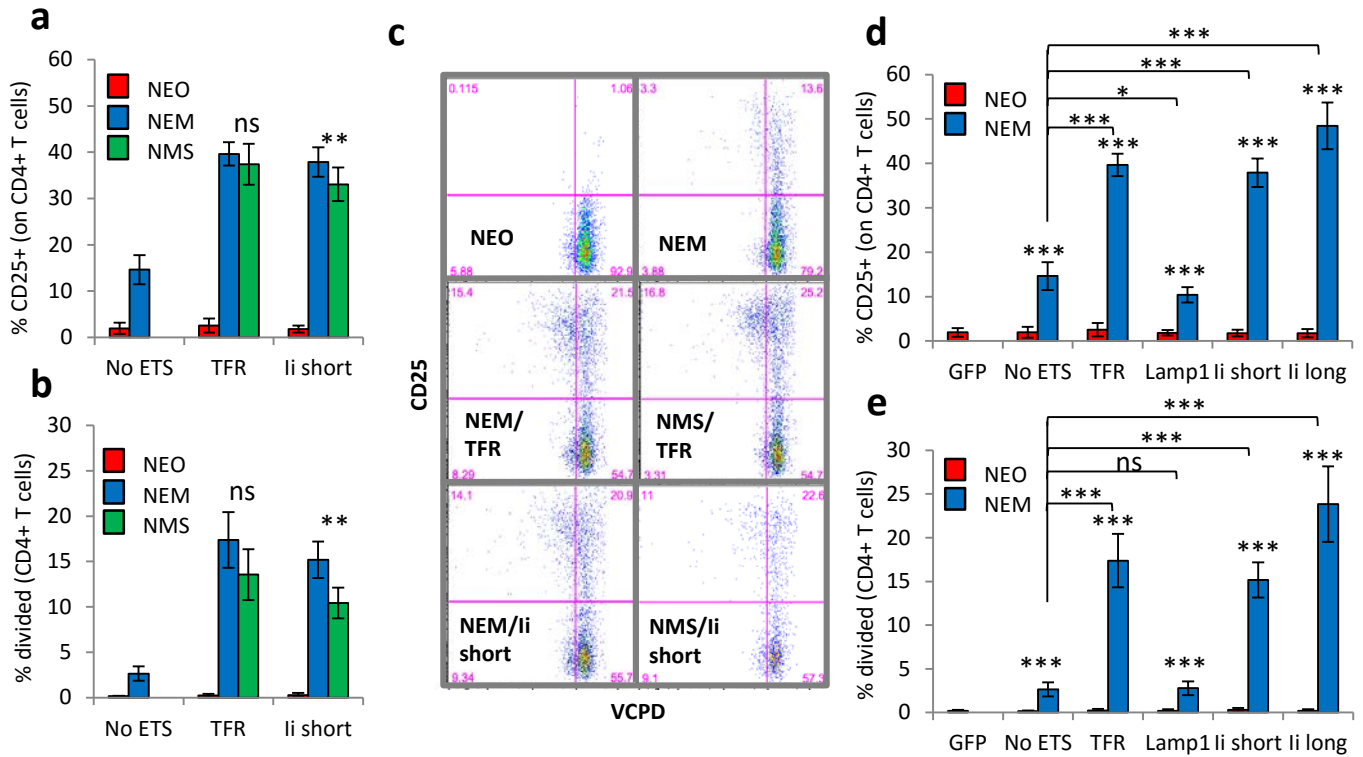 a
% CD25+ (on CD4+ T cells)
60
50
40
30
20
10
0
NEO
NEM
NMS
ns
**
No ETS TFR Ii short
b
% divided (CD4+ T cells)
30
25
20
15
10
5
0
NEO
NEM
NMS
ns
**
No ETS TFR Ii short
c
CD25
0.115 1.06
NEO
5.88 92.9
3.3 13.6
NEM
3.88 79.2
15.4 21.5
NEM/
TFR
8.29 54.7
16.8 25.2
NMS/
TFR
3.31 54.7
14.1 20.9
NEM/Ii
short
9.34 55.7
11 22.6
NMS/Ii
short
9.1 57.3
VCPD
d
% CD25+ (on CD4+ T cells)
60
50
40
30
20
10
0
NEO
NEM
***
***
*
***
***
***
***
***
***
GFP No ETS TFR Lamp1 Ii short Ii long
e
% divided (CD4+ T cells)
30
25
20
15
10
5
0
NEO
NEM
***
***
ns
***
***
***
***
***
***
GFP No ETS TFR Lamp1 Ii short Ii long